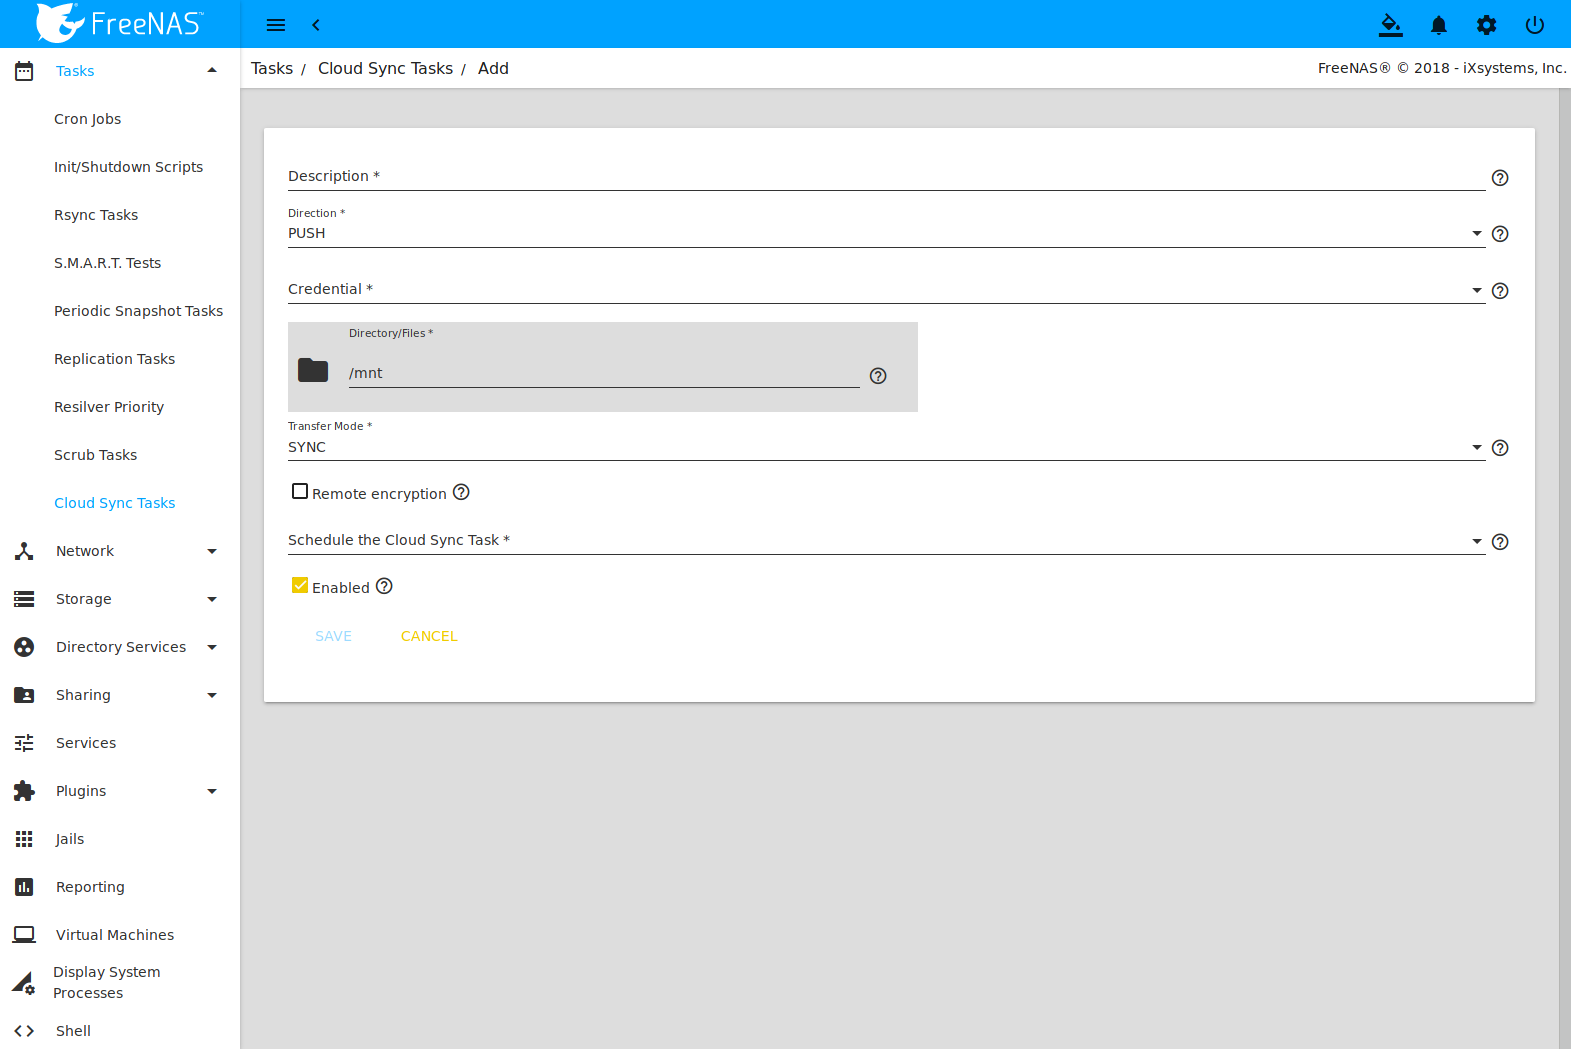 FreeNAS™
Tasks
Cron Jobs
Init/Shutdown Scripts
Rsync Tasks
S.M.A.R.T. Tests
Periodic Snapshot Tasks
Replication Tasks
Resilver Priority
Scrub Tasks
Cloud Sync Tasks
Network
Storage
Directory Services
Sharing
Services
Plugins
Jails
Reporting
Virtual Machines
Display System
Processes
Shell
Tasks / Cloud Sync Tasks / Add
FreeNAS® © 2018 - iXsystems, Inc.
Description *
Direction *
PUSH
Credential *
Directory/Files *
/mnt
Transfer Mode *
SYNC
Remote encryption
Schedule the Cloud Sync Task *
Enabled
SAVE CANCEL